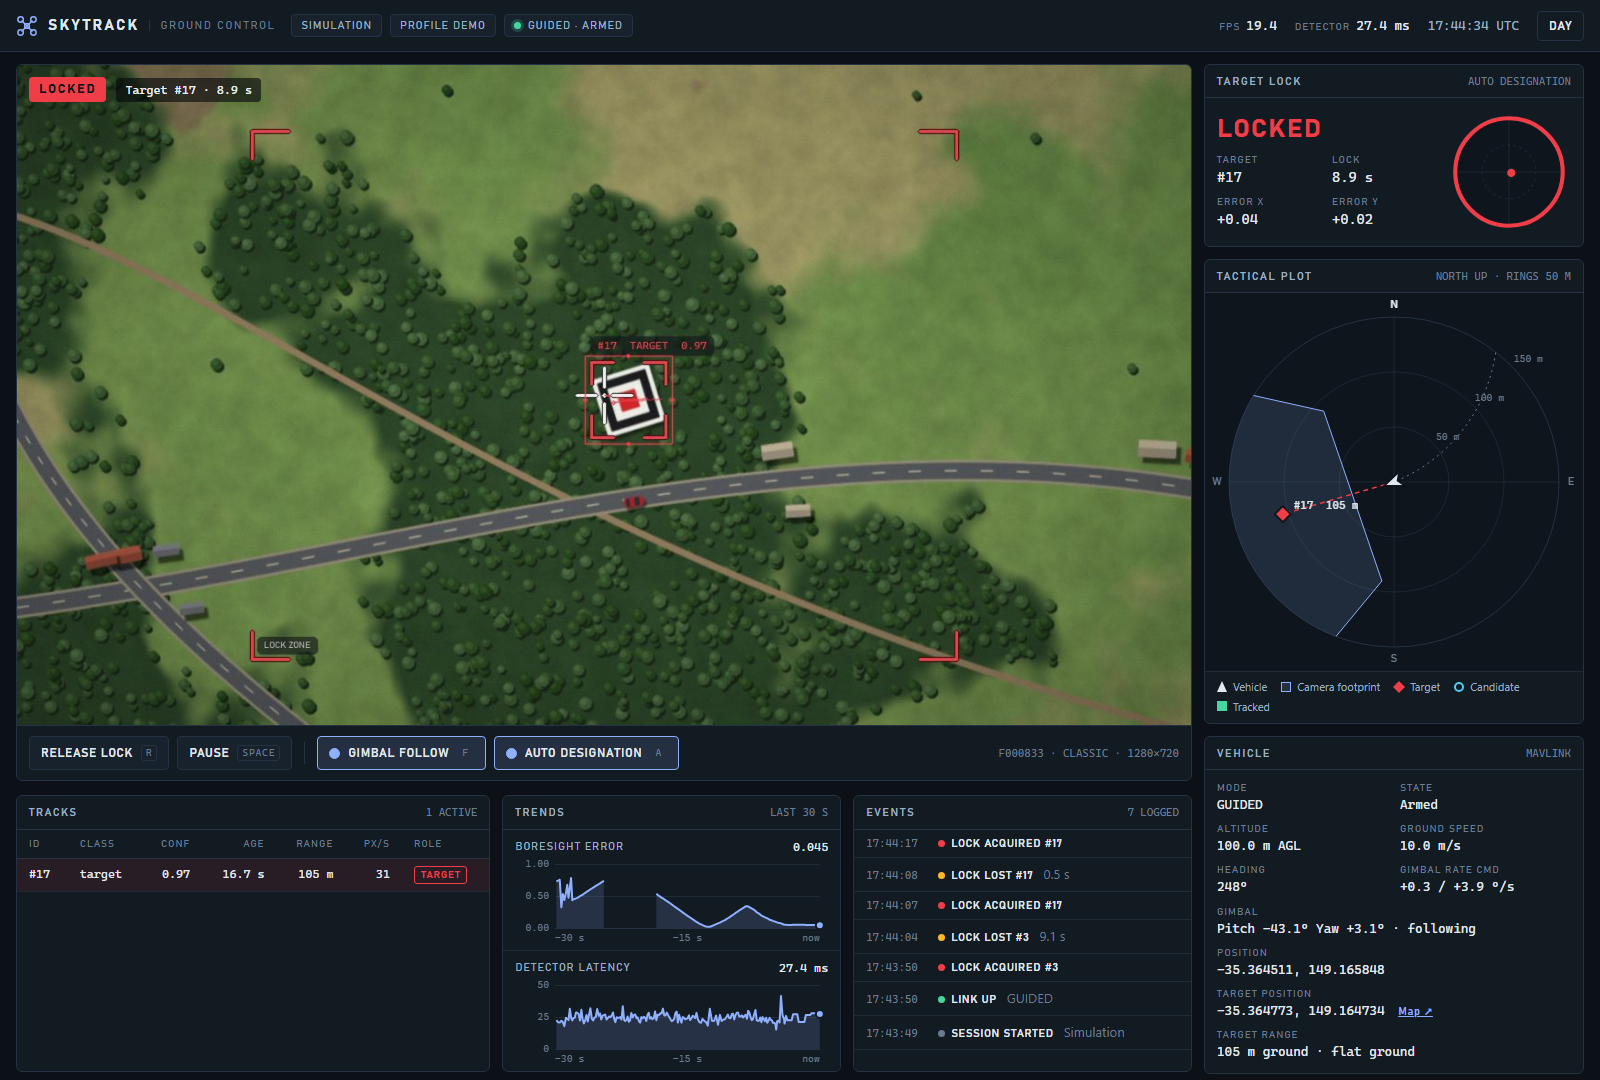 SKYTRACK GROUND CONTROL SIMULATION PROFILE DEMO GUIDED · ARMED FPS 19.4 DETECTOR 27.4 ms 17:44:34 UTC DAY
LOCKED Target #17 · 8.9 s
#17 TARGET 0.97
LOCK ZONE
RELEASE LOCK R PAUSE SPACE GIMBAL FOLLOW F AUTO DESIGNATION A F000833 · CLASSIC · 1280×720
TARGET LOCK AUTO DESIGNATION
LOCKED
TARGET LOCK
#17 8.9 s
ERROR X ERROR Y
+0.04 +0.02
TACTICAL PLOT NORTH UP · RINGS 50 M
N
150 m
100 m
50 m
W E
#17 105 m
S
Vehicle Camera footprint Target Candidate
Tracked
VEHICLE MAVLINK
MODE STATE
GUIDED Armed
ALTITUDE GROUND SPEED
100.0 m AGL 10.0 m/s
HEADING GIMBAL RATE CMD
248° +0.3 / +3.9 °/s
GIMBAL
Pitch −43.1° Yaw +3.1° · following
POSITION
−35.364511, 149.165848
TARGET POSITION
−35.364773, 149.164734 Map ↗
TARGET RANGE
105 m ground · flat ground
TRACKS 1 ACTIVE
ID CLASS CONF AGE RANGE PX/S ROLE
#17 target 0.97 16.7 s 105 m 31 TARGET
TRENDS LAST 30 S
BORESIGHT ERROR 0.045
1.00
0.50
0.00
−30 s −15 s now
DETECTOR LATENCY 27.4 ms
50
25
0
−30 s −15 s now
EVENTS 7 LOGGED
17:44:17 LOCK ACQUIRED #17
17:44:08 LOCK LOST #17 0.5 s
17:44:07 LOCK ACQUIRED #17
17:44:04 LOCK LOST #3 9.1 s
17:43:50 LOCK ACQUIRED #3
17:43:50 LINK UP GUIDED
17:43:49 SESSION STARTED Simulation